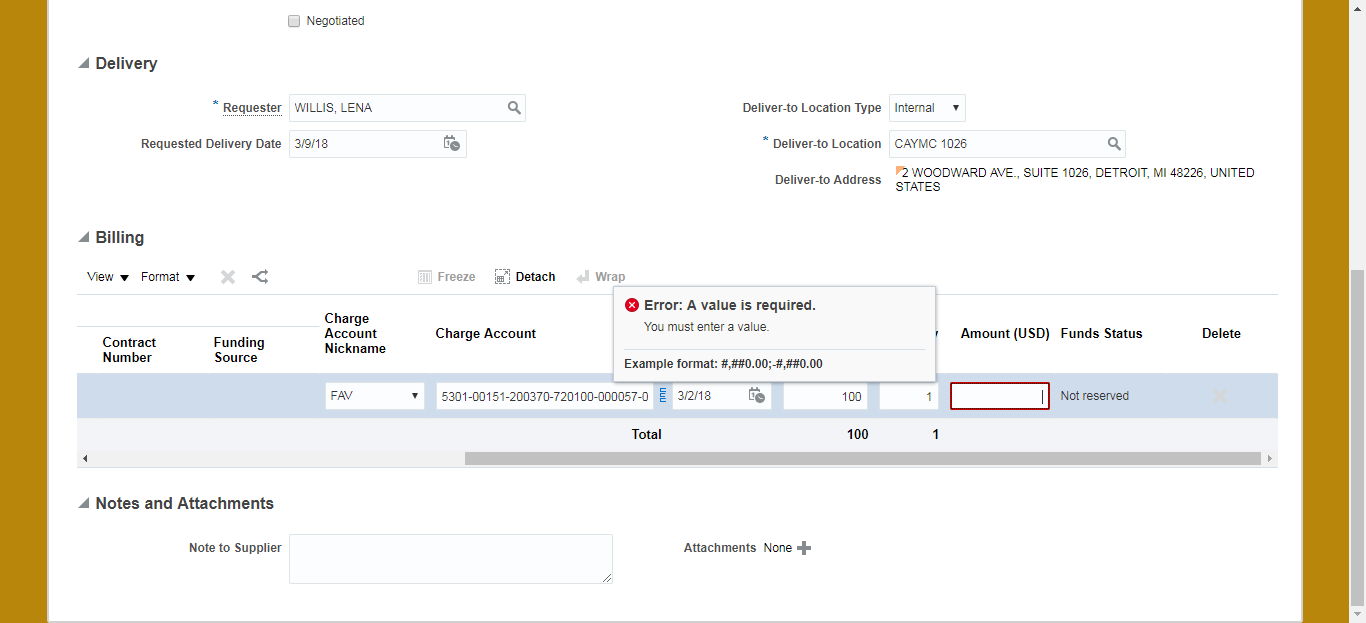 Negotiated
Delivery
* Requester WILLIS, LENA
Deliver-to Location Type Internal
Requested Delivery Date 3/9/18
* Deliver-to Location CAYMC 1026
Deliver-to Address 2 WOODWARD AVE., SUITE 1026, DETROIT, MI 48226, UNITED
STATES
Billing
View Format Freeze Detach Wrap
Error: A value is required.
You must enter a value.
Example format: #,##0.00;-#,##0.00
Contract
Number
Funding
Source
Charge
Account
Nickname
Charge Account
Amount (USD) Funds Status Delete
FAV 5301-00151-200370-720100-000057-0 3/2/18 100 1 Not reserved
Total 100 1
Notes and Attachments
Note to Supplier
Attachments None